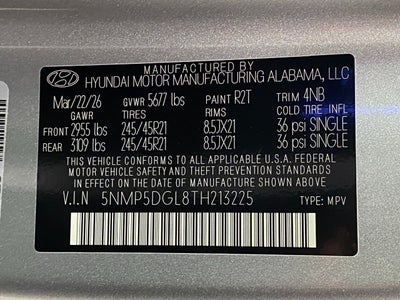 MANUFACTURED BY
HYUNDAI MOTOR MANUFACTURING ALABAMA, LLC
Mar/22/26 GVWR 5677 lbs PAINT R2T TRIM 4NB
GAWR TIRES RIMS COLD TIRE INFL
FRONT 2955 lbs 245/45R21 8.5JX21 36 psi SINGLE
REAR 3109 lbs 245/45R21 8.5JX21 36 psi SINGLE
THIS VEHICLE CONFORMS TO ALL APPLICABLE U.S.A. FEDERAL
MOTOR VEHICLE SAFETY AND THEFT PREVENTION STANDARDS
IN EFFECT ON THE DATE OF MANUFACTURE SHOWN ABOVE.
V.I.N 5NMP5DGL8TH213225 TYPE: MPV